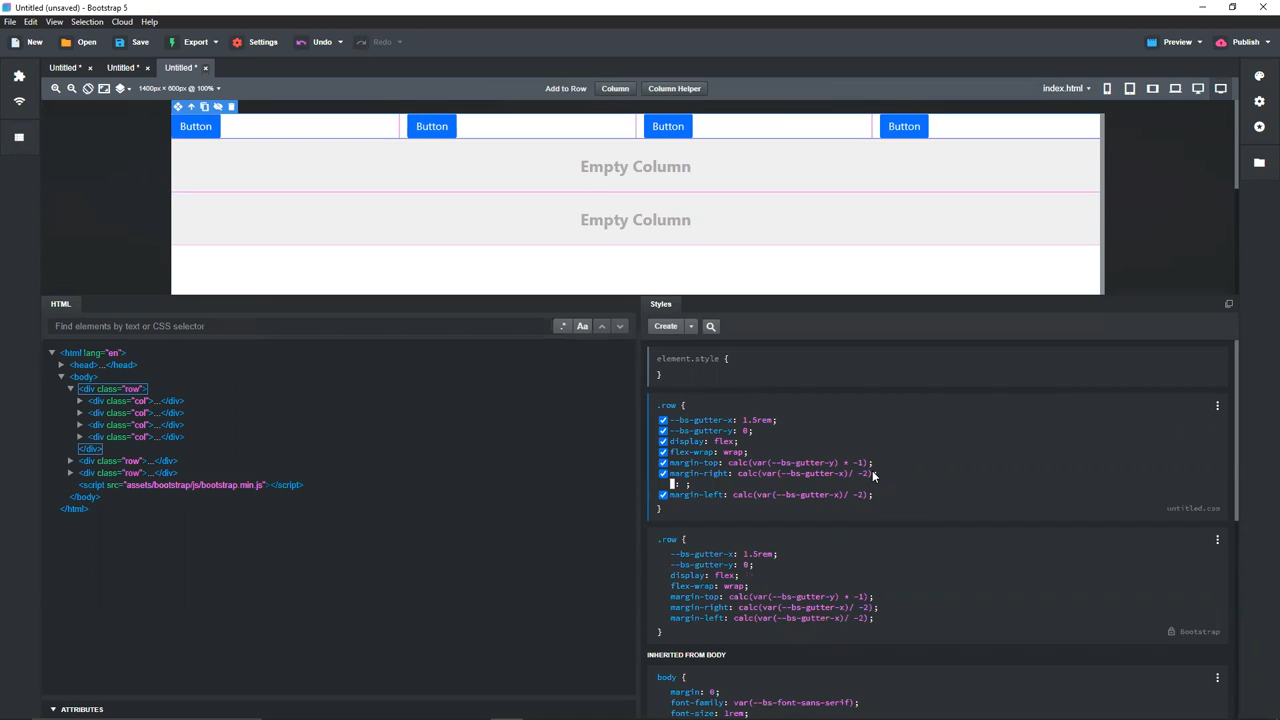 Untitled (unsaved) - Bootstrap 5
File Edit View Selection Cloud Help
New Open Save Export Settings Undo Redo Preview Publish
Untitled * × Untitled * × Untitled * ×
1400px × 600px @ 100% Add to Row Column Column Helper index.html
Button Button Button Button
Empty Column
Empty Column
HTML
Find elements by text or CSS selector .* Aa
<html lang="en">
<head>...</head>
<body>
<div class="row">
<div class="col">...</div>
<div class="col">...</div>
<div class="col">...</div>
<div class="col">...</div>
</div>
<div class="row">...</div>
<div class="row">...</div>
<script src="assets/bootstrap/js/bootstrap.min.js"></script>
</body>
</html>
ATTRIBUTES
Styles
Create
element.style {
}
.row {
--bs-gutter-x: 1.5rem;
--bs-gutter-y: 0;
display: flex;
flex-wrap: wrap;
margin-top: calc(var(--bs-gutter-y) * -1);
margin-right: calc(var(--bs-gutter-x)/ -2);
: ;
margin-left: calc(var(--bs-gutter-x)/ -2);
}
untitled.css
.row {
--bs-gutter-x: 1.5rem;
--bs-gutter-y: 0;
display: flex;
flex-wrap: wrap;
margin-top: calc(var(--bs-gutter-y) * -1);
margin-right: calc(var(--bs-gutter-x)/ -2);
margin-left: calc(var(--bs-gutter-x)/ -2);
}
Bootstrap
INHERITED FROM BODY
body {
margin: 0;
font-family: var(--bs-font-sans-serif);
font-size: 1rem;